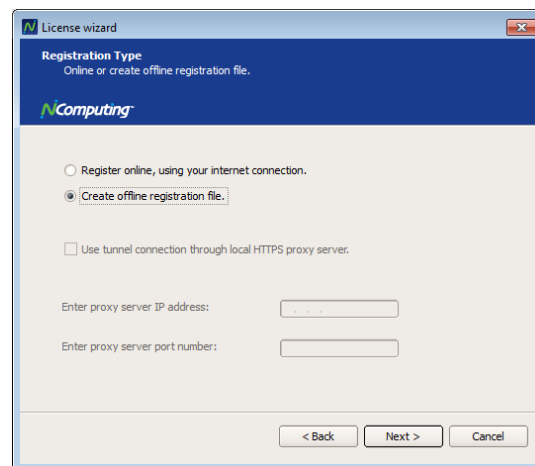 License wizard
Registration Type
Online or create offline registration file.
NComputing
Register online, using your internet connection.
Create offline registration file.
Use tunnel connection through local HTTPS proxy server.
Enter proxy server IP address:
. . .
Enter proxy server port number:
< Back Next > Cancel